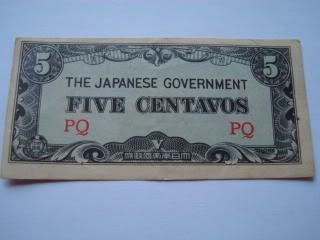 5 5
THE JAPANESE GOVERNMENT
FIVE CENTAVOS
PQ PQ
V